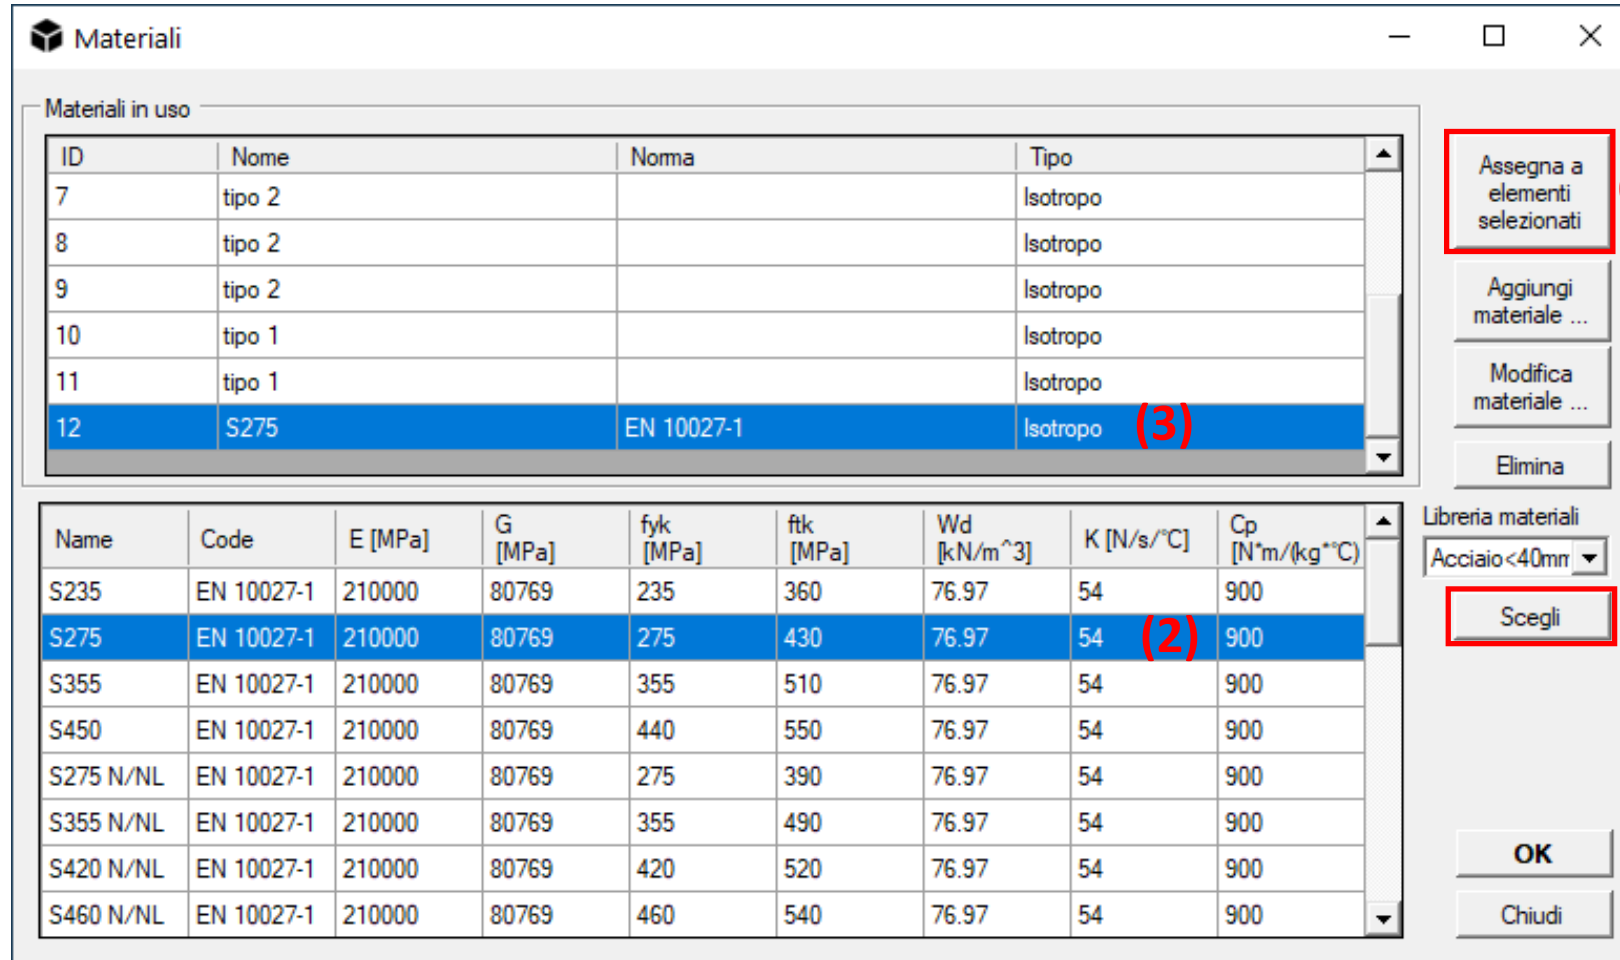 Materiali
Materiali in uso
ID Nome Norma Tipo
7 tipo 2 Isotropo
8 tipo 2 Isotropo
9 tipo 2 Isotropo
10 tipo 1 Isotropo
11 tipo 1 Isotropo
12 S275 EN 10027-1 Isotropo (3)
Assegna a
elementi
selezionati
Aggiungi
materiale ...
Modifica
materiale ...
Elimina
Name Code E [MPa] G [MPa] fyk [MPa] ftk [MPa] Wd [kN/m^3] K [N/s/°C] Cp [N*m/(kg*°C)
S235 EN 10027-1 210000 80769 235 360 76.97 54 900
S275 EN 10027-1 210000 80769 275 430 76.97 54 (2) 900
S355 EN 10027-1 210000 80769 355 510 76.97 54 900
S450 EN 10027-1 210000 80769 440 550 76.97 54 900
S275 N/NL EN 10027-1 210000 80769 275 390 76.97 54 900
S355 N/NL EN 10027-1 210000 80769 355 490 76.97 54 900
S420 N/NL EN 10027-1 210000 80769 420 520 76.97 54 900
S460 N/NL EN 10027-1 210000 80769 460 540 76.97 54 900
Libreria materiali
Acciaio<40mm
Scegli
OK
Chiudi